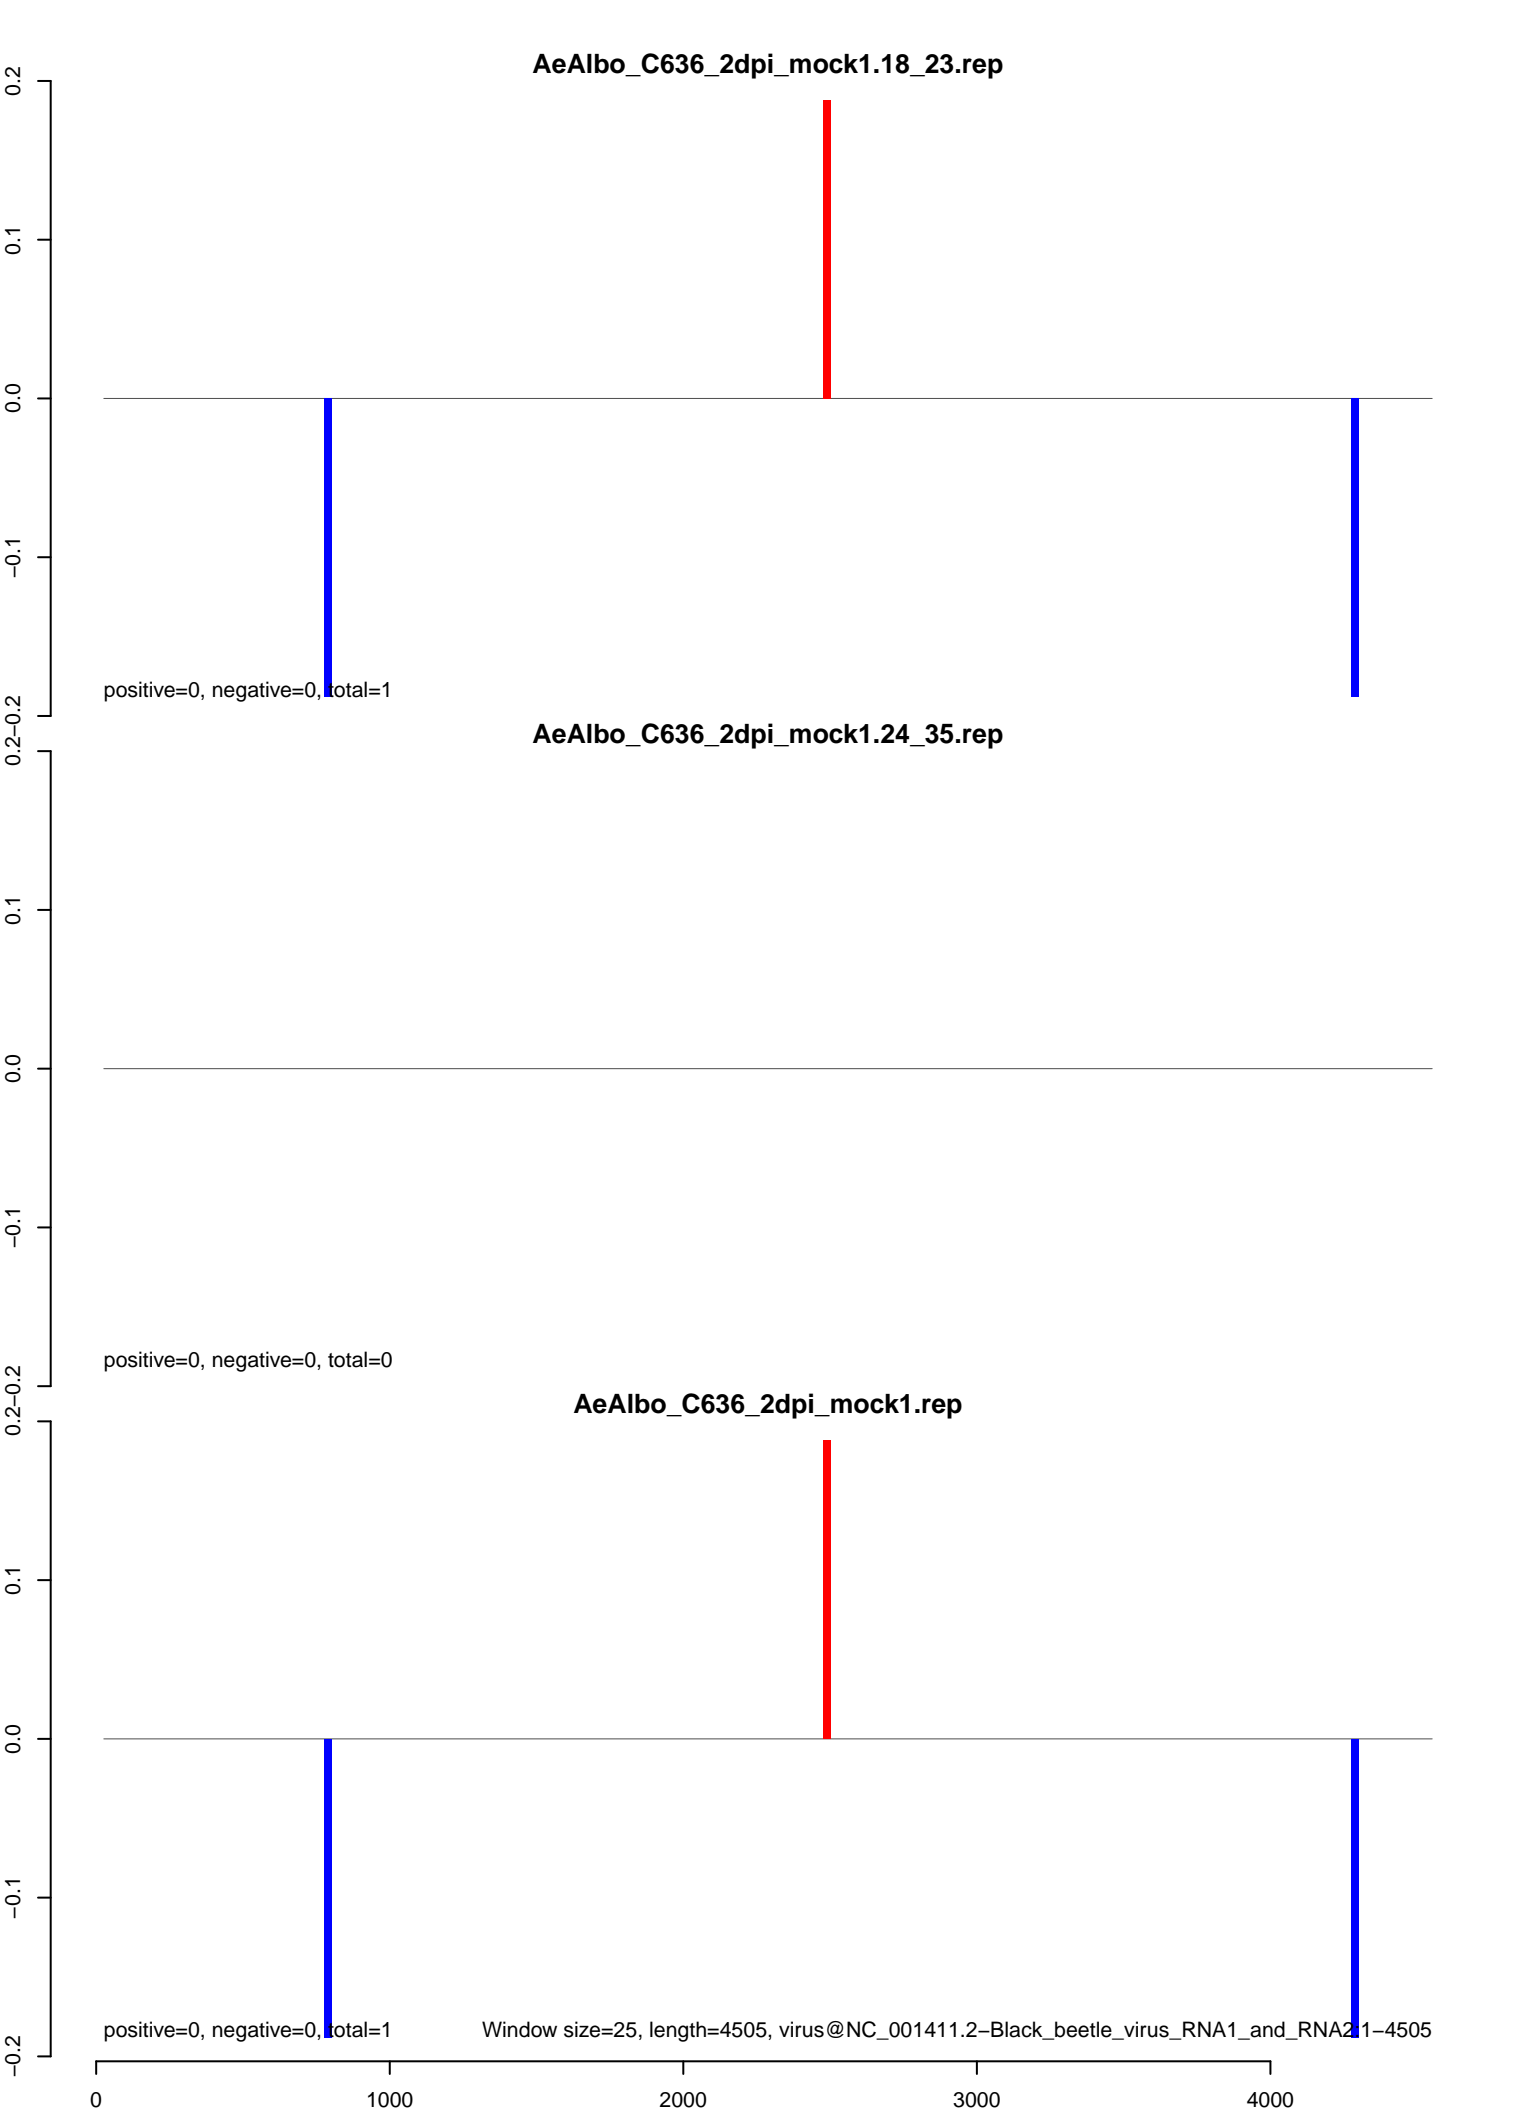 AeAlbo_C636_2dpi_mock1.18_23.rep
0.2
0.1
0.0
−0.1
−0.2
positive=0, negative=0, total=1
AeAlbo_C636_2dpi_mock1.24_35.rep
0.2
0.1
0.0
−0.1
−0.2
positive=0, negative=0, total=0
AeAlbo_C636_2dpi_mock1.rep
0.2
0.1
0.0
−0.1
−0.2
positive=0, negative=0, total=1
Window size=25, length=4505, virus@NC_001411.2−Black_beetle_virus_RNA1_and_RNA2:1−4505
0 1000 2000 3000 4000